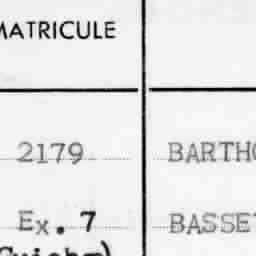 MATRICULE
2179 BARTHO
Ex. 7 BASSET